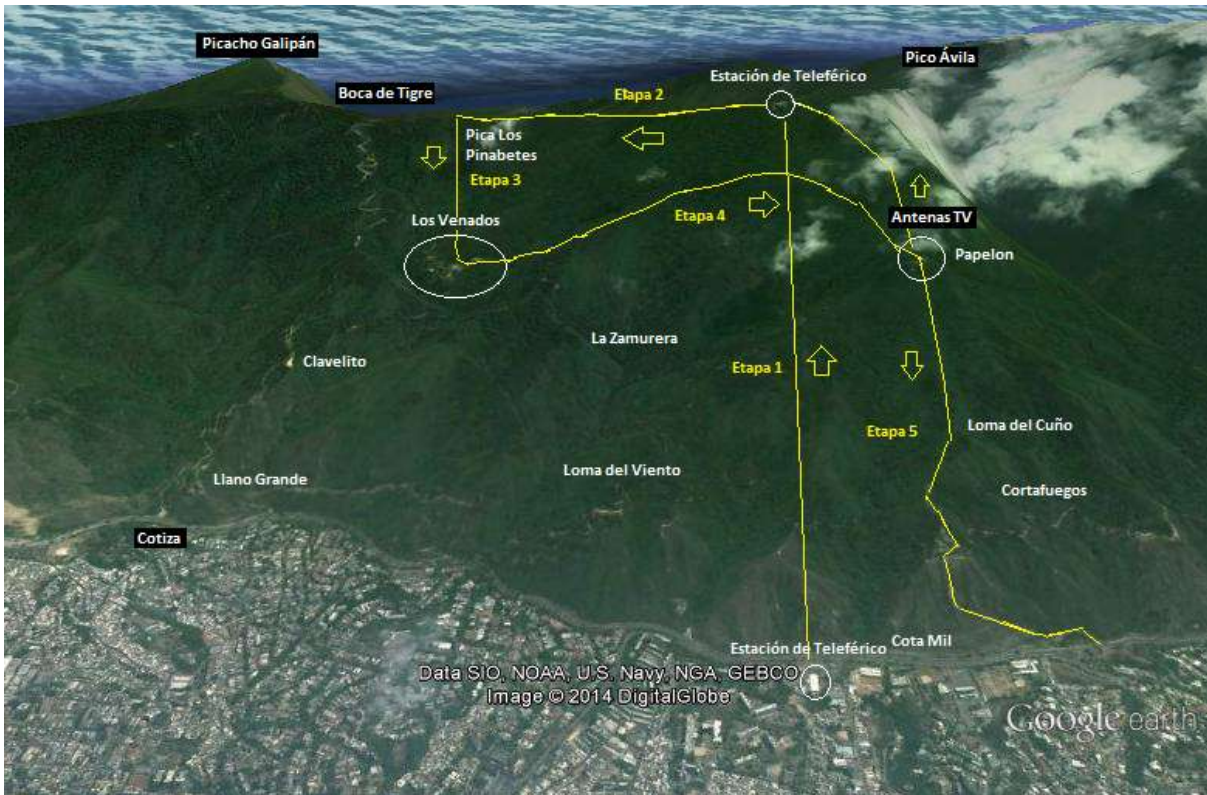 Picacho Galipán
Pico Ávila
Estación de Teleférico
Boca de Tigre
Etapa 2
Pica Los
Pinabetes
Etapa 3
Los Venados
Etapa 4
Antenas TV
Papelon
La Zamurera
Clavelito
Etapa 1
Etapa 5
Loma del Cuño
Loma del Viento
Llano Grande
Cortafuegos
Cotiza
Estación de Teleférico
Cota Mil
Data SIO, NOAA, U.S. Navy, NGA, GEBCO
Image © 2014 DigitalGlobe
Google earth